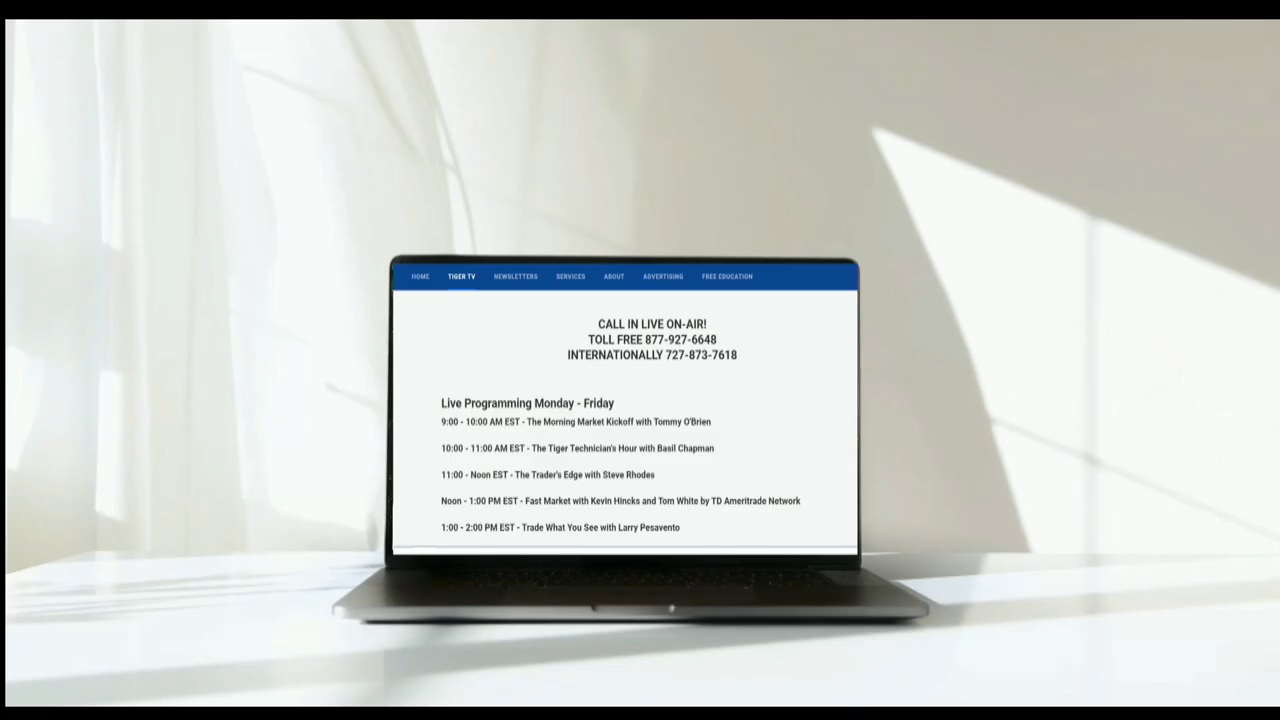 HOME TIGER TV NEWSLETTERS SERVICES ABOUT ADVERTISING FREE EDUCATION
CALL IN LIVE ON-AIR!
TOLL FREE 877-927-6648
INTERNATIONALLY 727-873-7618
Live Programming Monday - Friday
9:00 - 10:00 AM EST - The Morning Market Kickoff with Tommy O'Brien
10:00 - 11:00 AM EST - The Tiger Technician's Hour with Basil Chapman
11:00 - Noon EST - The Trader's Edge with Steve Rhodes
Noon - 1:00 PM EST - Fast Market with Kevin Hincks and Tom White by TD Ameritrade Network
1:00 - 2:00 PM EST - Trade What You See with Larry Pesavento